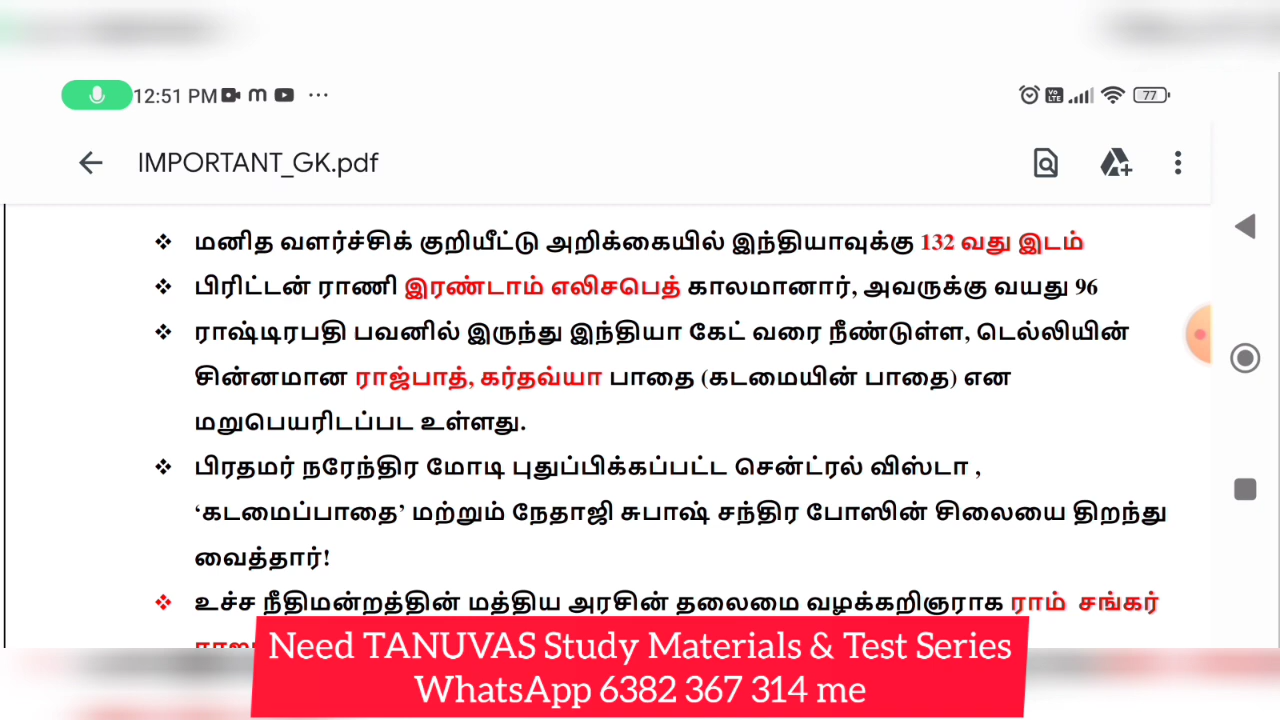 12:51 PM ... Vo LTE 77
IMPORTANT_GK.pdf
❖ மனித வளர்ச்சிக் குறியீட்டு அறிக்கையில் இந்தியாவுக்கு 132 வது இடம்
❖ பிரிட்டன் ராணி இரண்டாம் எலிசபெத் காலமானார், அவருக்கு வயது 96
❖ ராஷ்டிரபதி பவனில் இருந்து இந்தியா கேட் வரை நீண்டுள்ள, டெல்லியின்
சின்னமான ராஜ்பாத், கர்தவ்யா பாதை (கடமையின் பாதை) என
மறுபெயரிடப்பட உள்ளது.
❖ பிரதமர் நரேந்திர மோடி புதுப்பிக்கப்பட்ட சென்ட்ரல் விஸ்டா ,
‘கடமைப்பாதை’ மற்றும் நேதாஜி சுபாஷ் சந்திர போஸின் சிலையை திறந்து
வைத்தார்!
❖ உச்ச நீதிமன்றத்தின் மத்திய அரசின் தலைமை வழக்கறிஞராக ராம் சங்கர்
Need TANUVAS Study Materials & Test Series
WhatsApp 6382 367 314 me